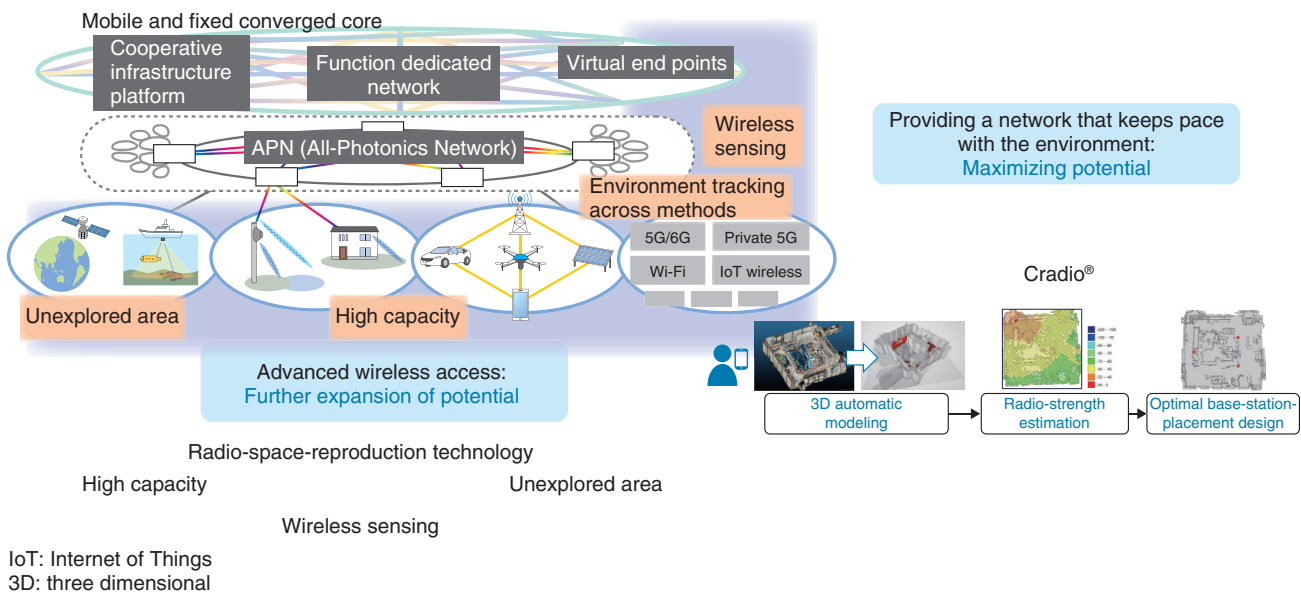 Mobile and fixed converged core
Cooperative
infrastructure
platform
Function dedicated
network
Virtual end points
APN (All-Photonics Network)
Wireless
sensing
Environment tracking
across methods
5G/6G
Private 5G
Wi-Fi
IoT wireless
Unexplored area
High capacity
Advanced wireless access:
Further expansion of potential
Radio-space-reproduction technology
High capacity
Unexplored area
Wireless sensing
IoT: Internet of Things
3D: three dimensional
Providing a network that keeps pace
with the environment:
Maximizing potential
Cradio®
3D automatic
modeling
Radio-strength
estimation
Optimal base-station-
placement design